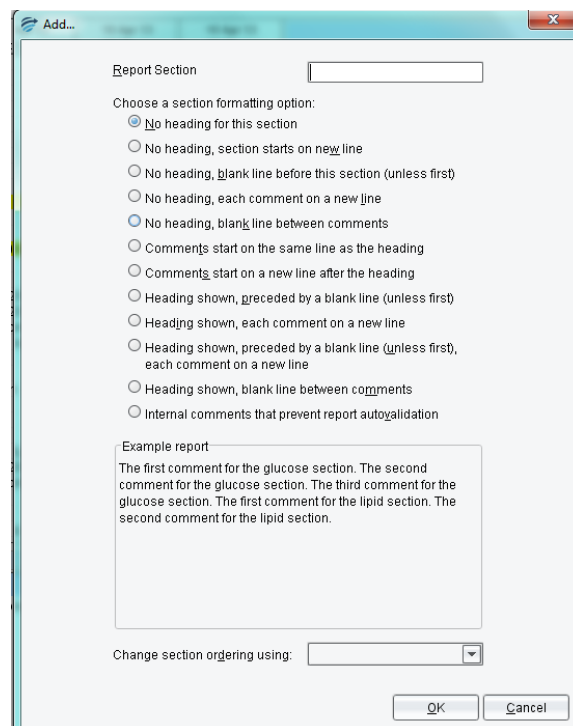 Add...
Report Section
Choose a section formatting option:
No heading for this section
No heading, section starts on new line
No heading, blank line before this section (unless first)
No heading, each comment on a new line
No heading, blank line between comments
Comments start on the same line as the heading
Comments start on a new line after the heading
Heading shown, preceded by a blank line (unless first)
Heading shown, each comment on a new line
Heading shown, preceded by a blank line (unless first),
each comment on a new line
Heading shown, blank line between comments
Internal comments that prevent report autovalidation
Example report
The first comment for the glucose section. The second
comment for the glucose section. The third comment for the
glucose section. The first comment for the lipid section. The
second comment for the lipid section.
Change section ordering using:
OK Cancel